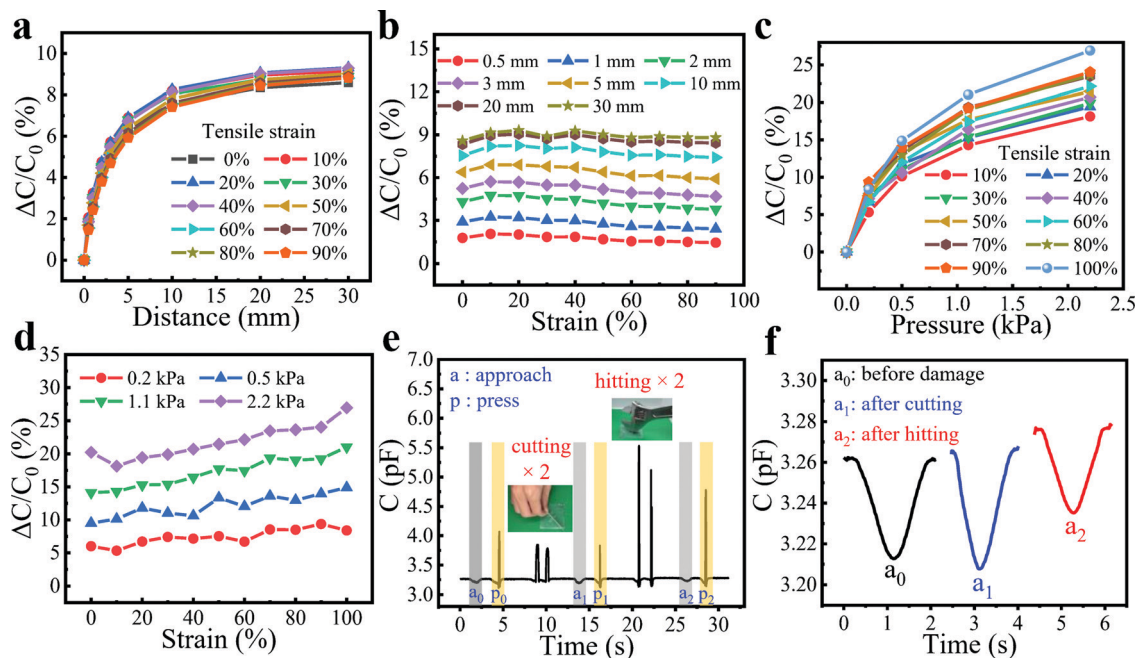 a
ΔC/C0 (%)
10
8
6
4
2
0
Tensile strain
0%
10%
20%
30%
40%
50%
60%
70%
80%
90%
0
5
10
15
20
25
30
Distance (mm)
b
ΔC/C0 (%)
15
12
9
6
3
0
0.5 mm
1 mm
2 mm
3 mm
5 mm
10 mm
20 mm
30 mm
0
20
40
60
80
100
Strain (%)
c
ΔC/C0 (%)
25
20
15
10
5
0
Tensile strain
10%
20%
30%
40%
50%
60%
70%
80%
90%
100%
0.0
0.5
1.0
1.5
2.0
2.5
Pressure (kPa)
d
ΔC/C0 (%)
35
30
25
20
15
10
5
0
0.2 kPa
0.5 kPa
1.1 kPa
2.2 kPa
0
20
40
60
80
100
Strain (%)
e
C (pF)
7.0
6.5
6.0
5.5
5.0
4.5
4.0
3.5
3.0
a : approach
p : press
hitting × 2
cutting
× 2
a0
p0
a1
p1
a2
p2
0
5
10
15
20
25
30
Time (s)
f
C (pF)
3.30
3.28
3.26
3.24
3.22
3.20
a0: before damage
a1: after cutting
a2: after hitting
a0
a1
a2
0
1
2
3
4
5
6
Time (s)